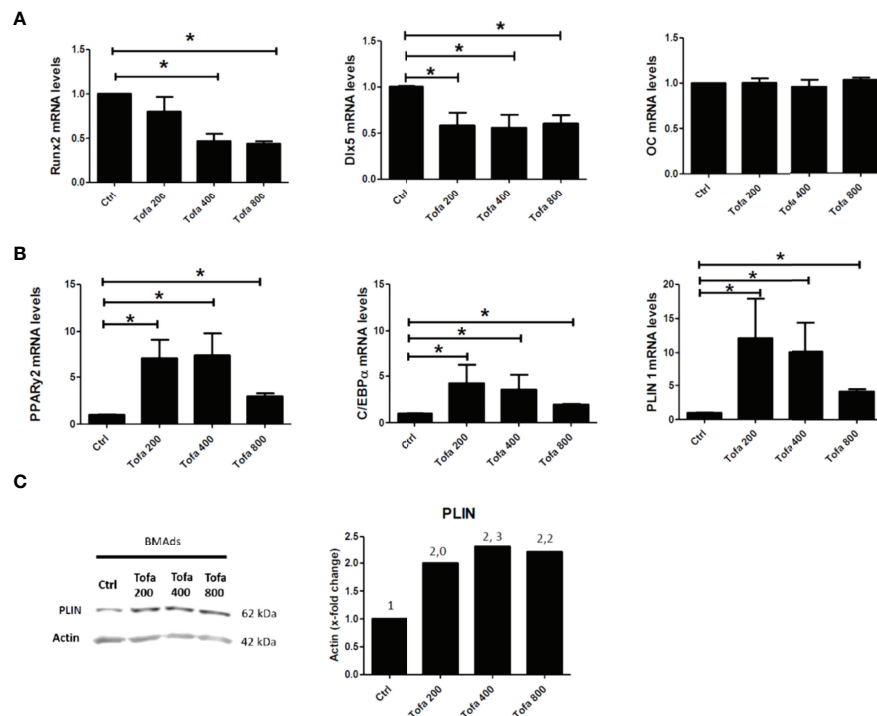 A
Runx2 mRNA levels
1.5
1.0
0.5
0.0
*
*
Ctrl
Tofa 200
Tofa 400
Tofa 800
Dlx5 mRNA levels
1.5
1.0
0.5
0.0
*
*
*
Ctrl
Tofa 200
Tofa 400
Tofa 800
OC mRNA levels
1.5
1.0
0.5
0.0
Ctrl
Tofa 200
Tofa 400
Tofa 800
B
PPARy2 mRNA levels
15
10
5
0
*
*
*
Ctrl
Tofa 200
Tofa 400
Tofa 800
C/EBPα mRNA levels
15
10
5
0
*
*
*
Ctrl
Tofa 200
Tofa 400
Tofa 800
PLIN 1 mRNA levels
20
15
10
5
0
*
*
*
Ctrl
Tofa 200
Tofa 400
Tofa 800
C
BMAds
Ctrl Tofa 200 Tofa 400 Tofa 800
PLIN 62 kDa
Actin 42 kDa
PLIN
Actin (x-fold change)
2.5
2.0
1.5
1.0
0.5
0.0
1
2,0
2, 3
2,2
Ctrl
Tofa 200
Tofa 400
Tofa 800